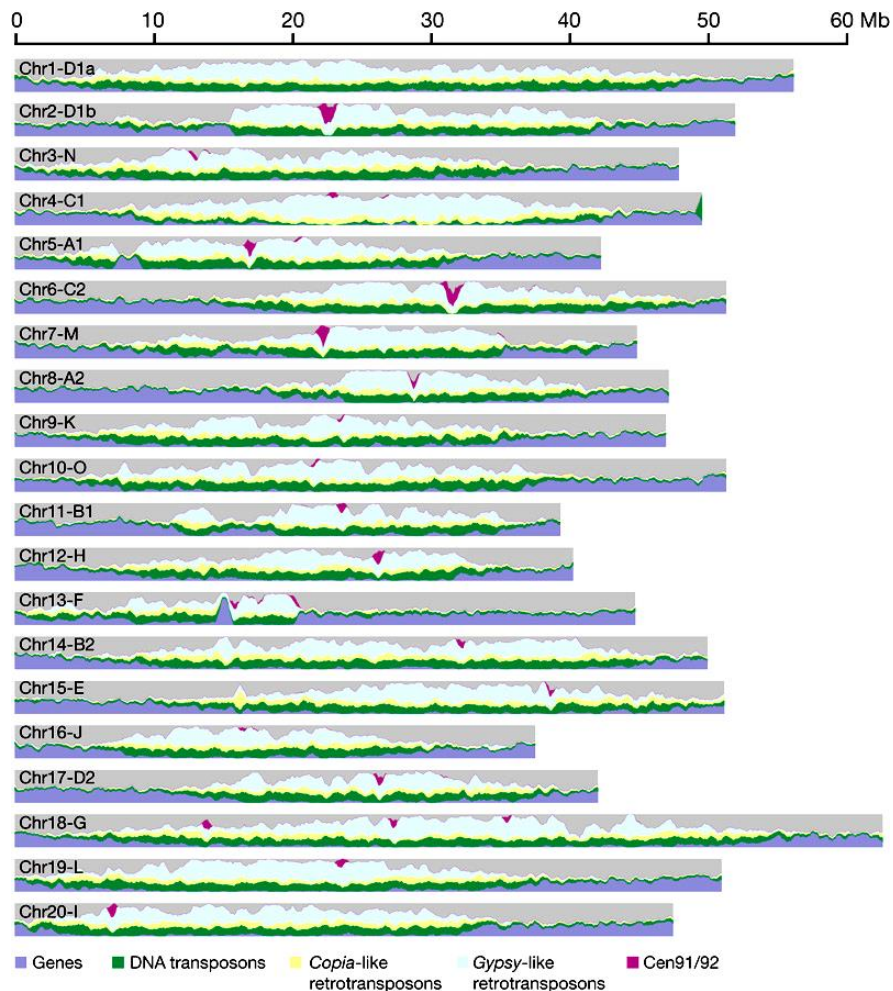 0 10 20 30 40 50 60 Mb
Chr1-D1a
Chr2-D1b
Chr3-N
Chr4-C1
Chr5-A1
Chr6-C2
Chr7-M
Chr8-A2
Chr9-K
Chr10-O
Chr11-B1
Chr12-H
Chr13-F
Chr14-B2
Chr15-E
Chr16-J
Chr17-D2
Chr18-G
Chr19-L
Chr20-I
Genes DNA transposons Copia-like Gypsy-like Cen91/92
retrotransposons retrotransposons